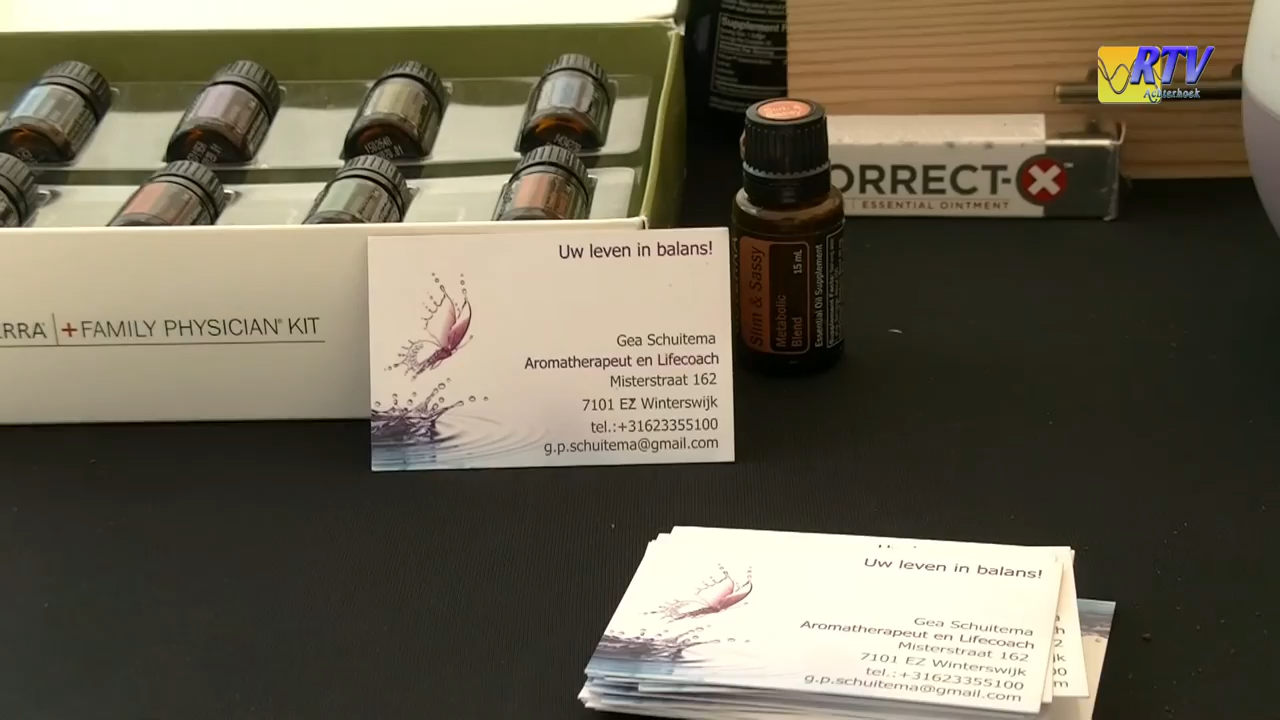 RTV
Achterhoek
Supplement F
ORRECT-X
ESSENTIAL OINTMENT
ERRA +FAMILY PHYSICIAN® KIT
Slim & Sassy
Metabolic
Blend
15 mL
Essential Oil Supplement
Uw leven in balans!
Gea Schuitema
Aromatherapeut en Lifecoach
Misterstraat 162
7101 EZ Winterswijk
tel.:+31623355100
g.p.schuitema@gmail.com
Uw leven in balans!
Gea Schuitema
Aromatherapeut en Lifecoach
Misterstraat 162
7101 EZ Winterswijk
tel.:+31623355100
g.p.schuitema@gmail.com